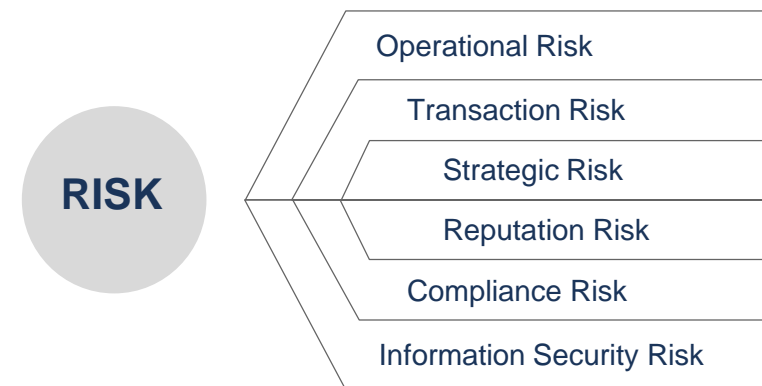 RISK
Operational Risk
Transaction Risk
Strategic Risk
Reputation Risk
Compliance Risk
Information Security Risk